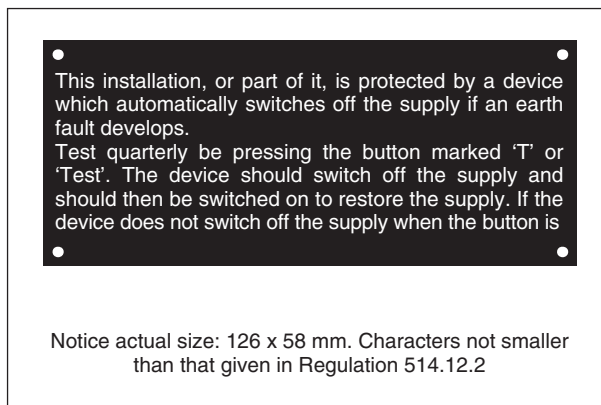 This installation, or part of it, is protected by a device
which automatically switches off the supply if an earth
fault develops.
Test quarterly be pressing the button marked ‘T’ or
‘Test’. The device should switch off the supply and
should then be switched on to restore the supply. If the
device does not switch off the supply when the button is
Notice actual size: 126 x 58 mm. Characters not smaller
than that given in Regulation 514.12.2